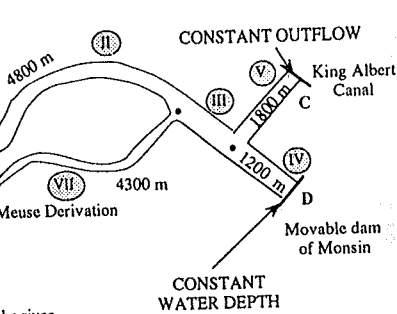 CONSTANT OUTFLOW
II
4800 m
V
King Albert
Canal
III
1800 m
C
IV
1200 m
VII
4300 m
D
Meuse Derivation
Movable dam
of Monsin
CONSTANT
WATER DEPTH